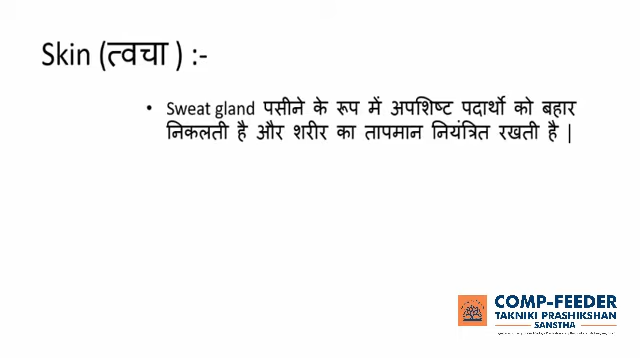 Skin (त्वचा ) :-
• Sweat gland पसीने के रूप में अपशिष्ट पदार्थो को बहार
निकलती है और शरीर का तापमान नियंत्रित रखती है |
COMP-FEEDER
TAKNIKI PRASHIKSHAN
SANSTHA